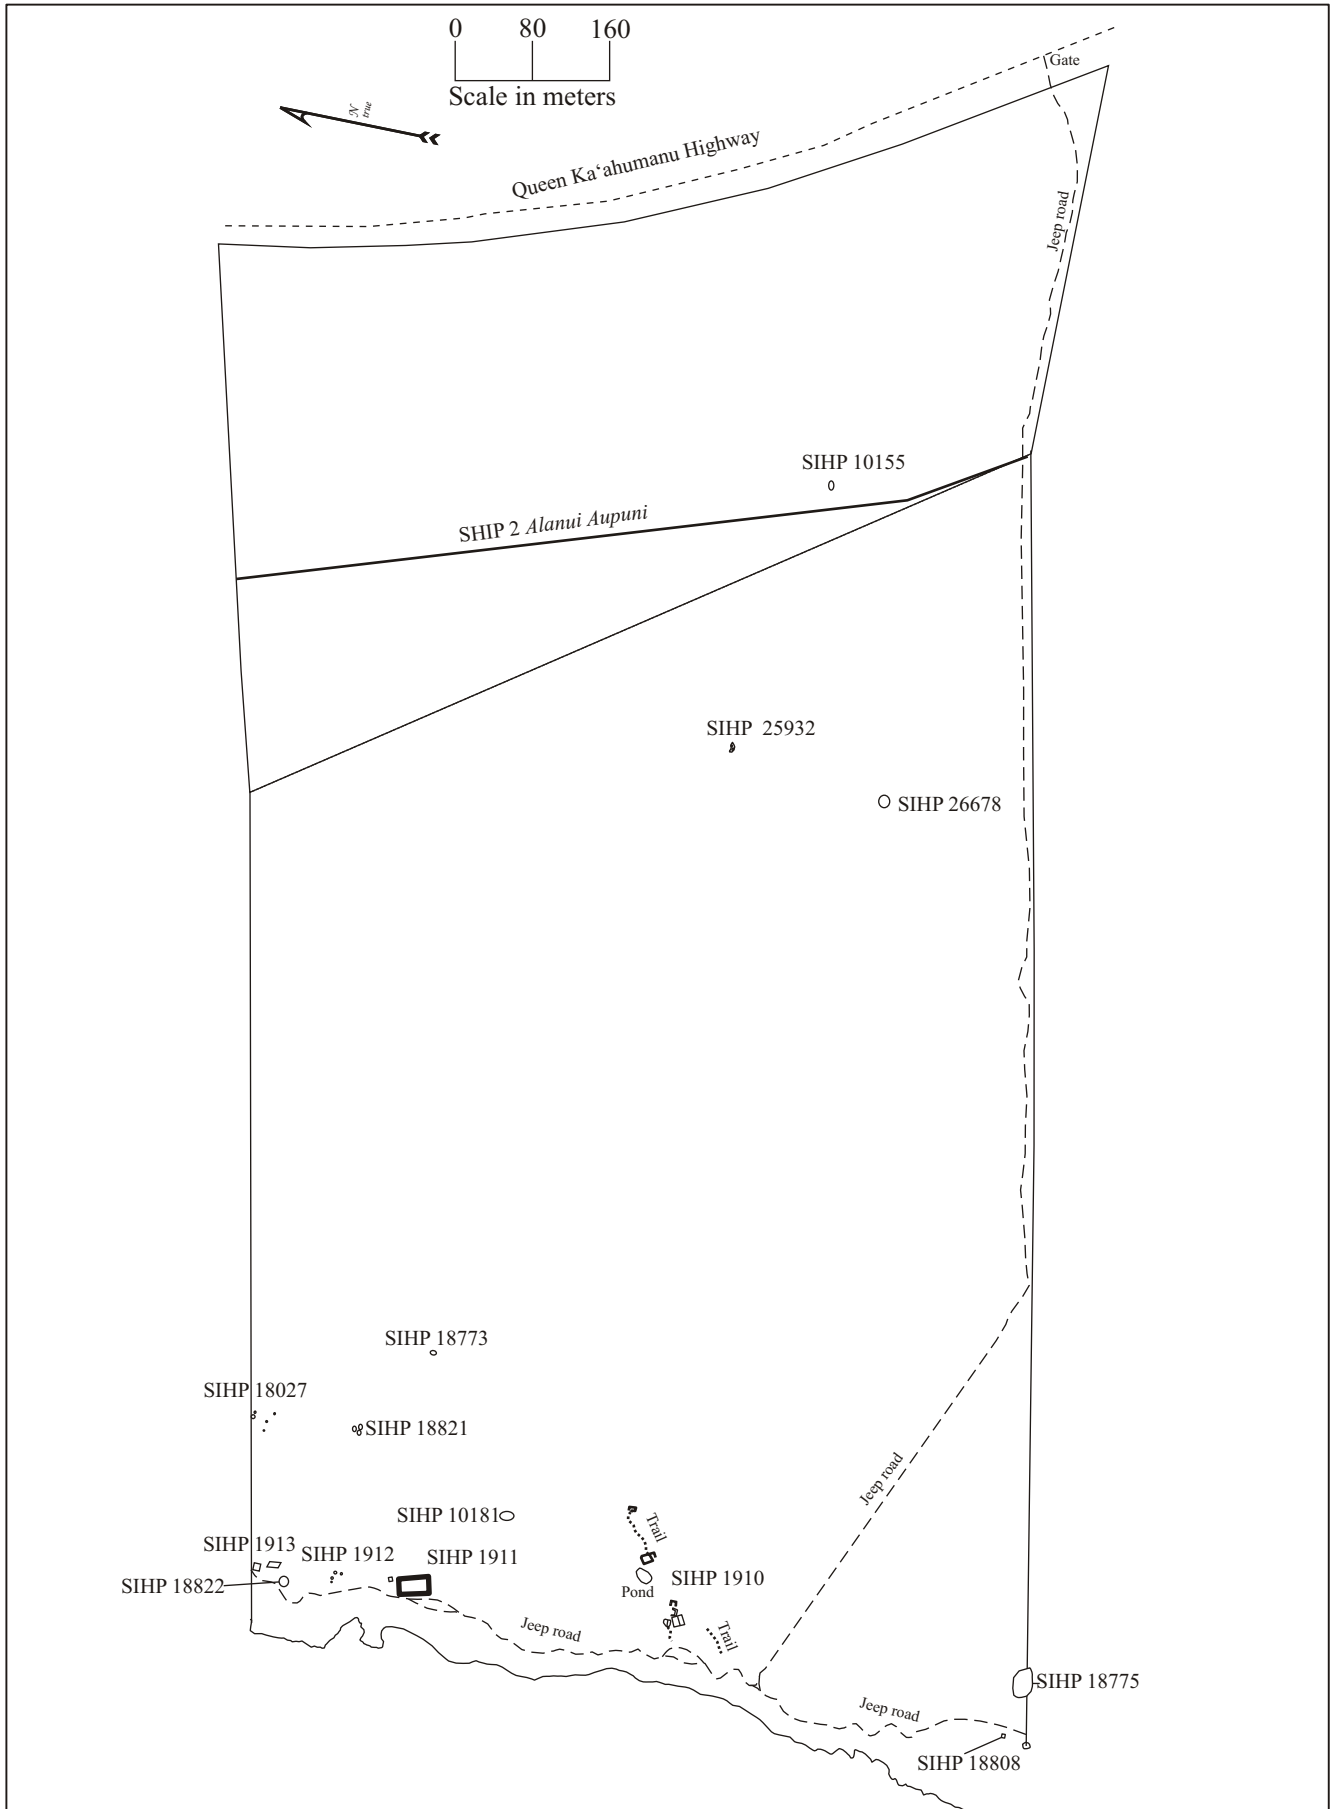 0 80 160
Scale in meters
N
true
Gate
Queen Ka‘ahumanu Highway
Jeep road
SIHP 10155
SHIP 2 Alanui Aupuni
SIHP 25932
SIHP 26678
SIHP 18773
SIHP 18027
SIHP 18821
Jeep road
SIHP 10181
Trail
SIHP 1913
SIHP 1912
SIHP 1911
SIHP 18822
Pond
SIHP 1910
Jeep road
Trail
SIHP 18775
Jeep road
SIHP 18808